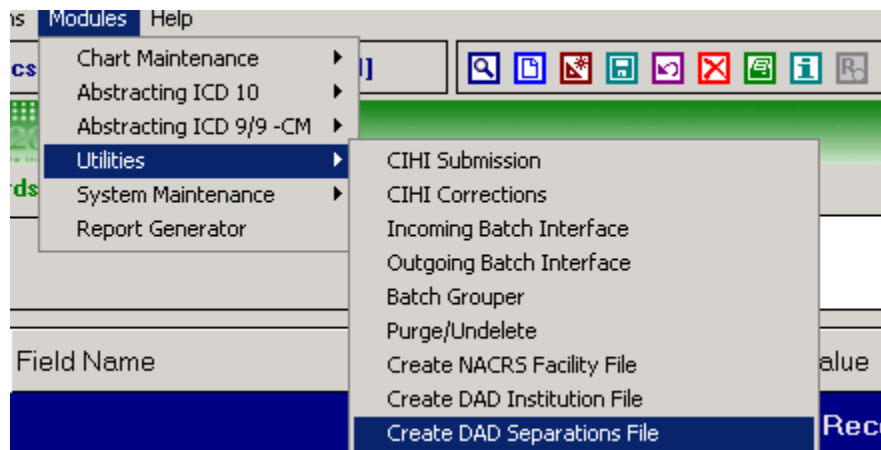 Modules Help
cs
Chart Maintenance
Abstracting ICD 10
Abstracting ICD 9/9 -CM
Utilities
System Maintenance
Report Generator
CIHI Submission
CIHI Corrections
Incoming Batch Interface
Outgoing Batch Interface
Batch Grouper
Purge/Undelete
Create NACRS Facility File
Create DAD Institution File
Create DAD Separations File
Field Name
alue
Rec